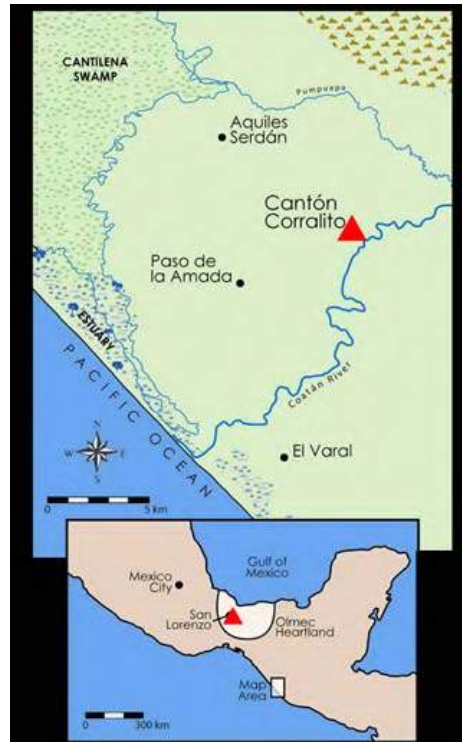 CANTILENA
SWAMP
Pumpuapa
Aquiles
Serdán
Cantón
Corralito
Paso de
la Amada
ESTUARY
PACIFIC OCEAN
Coatán River
N
W E
S
El Varal
0 5 km
Gulf of
Mexico
Mexico
City
San
Lorenzo
Olmec
Heartland
Map
Area
0 300 km